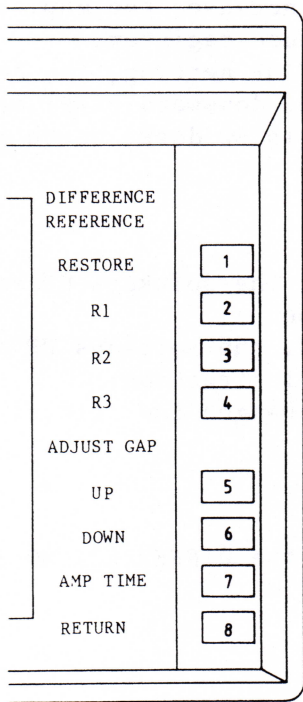 DIFFERENCE
REFERENCE
RESTORE 1
R1 2
R2 3
R3 4
ADJUST GAP
UP 5
DOWN 6
AMP TIME 7
RETURN 8